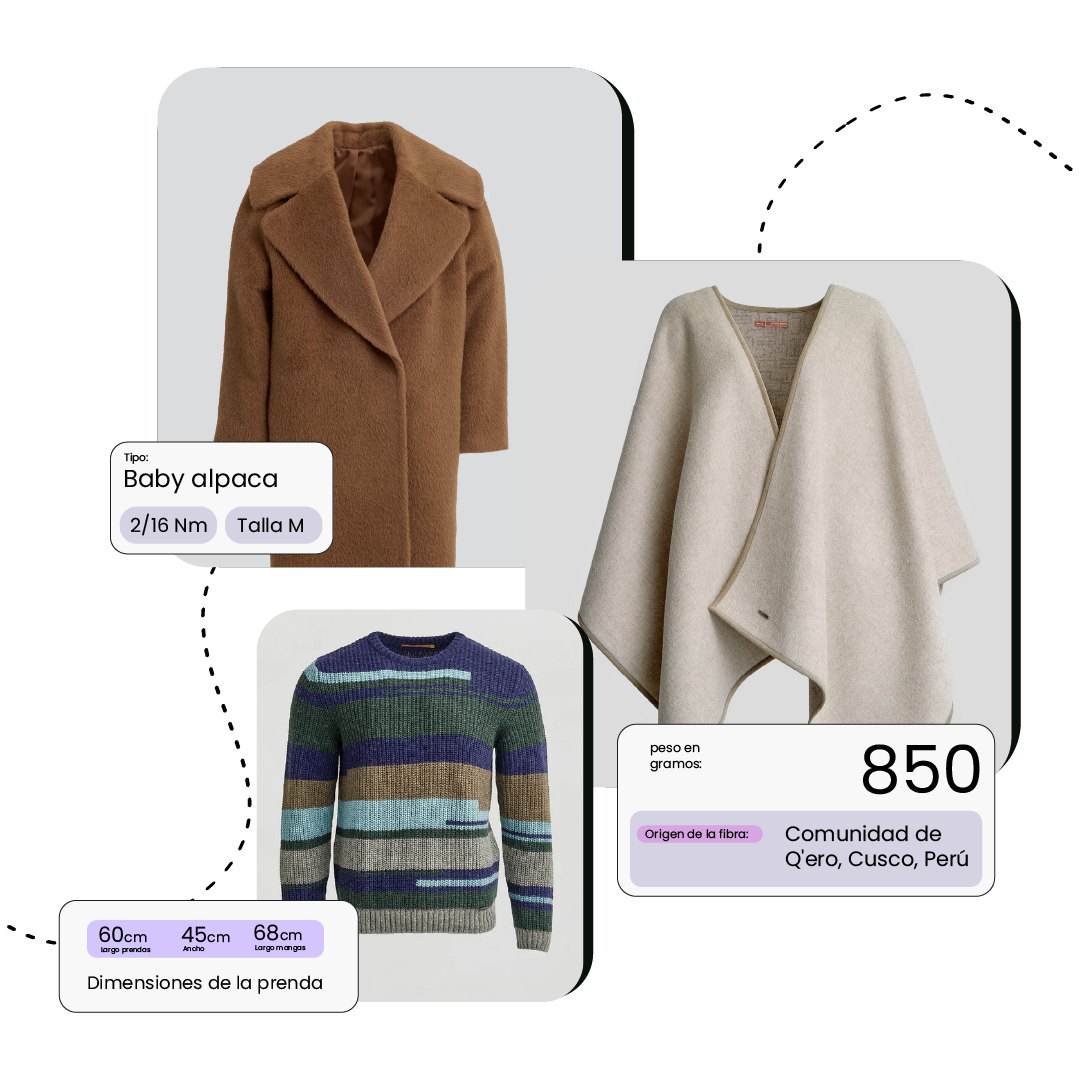 Tipo:
Baby alpaca
2/16 Nm
Talla M
peso en
gramos:
850
Origen de la fibra:
Comunidad de
Q'ero, Cusco, Perú
60cm
Largo prendas
45cm
Ancho
68cm
Largo mangas
Dimensiones de la prenda